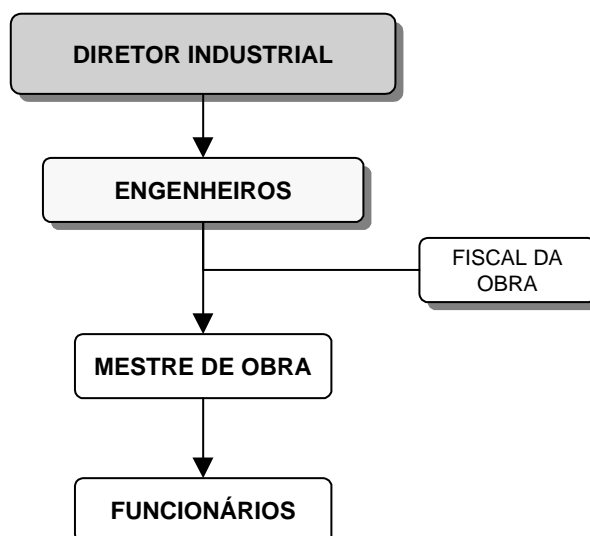 DIRETOR INDUSTRIAL
ENGENHEIROS
FISCAL DA
OBRA
MESTRE DE OBRA
FUNCIONÁRIOS